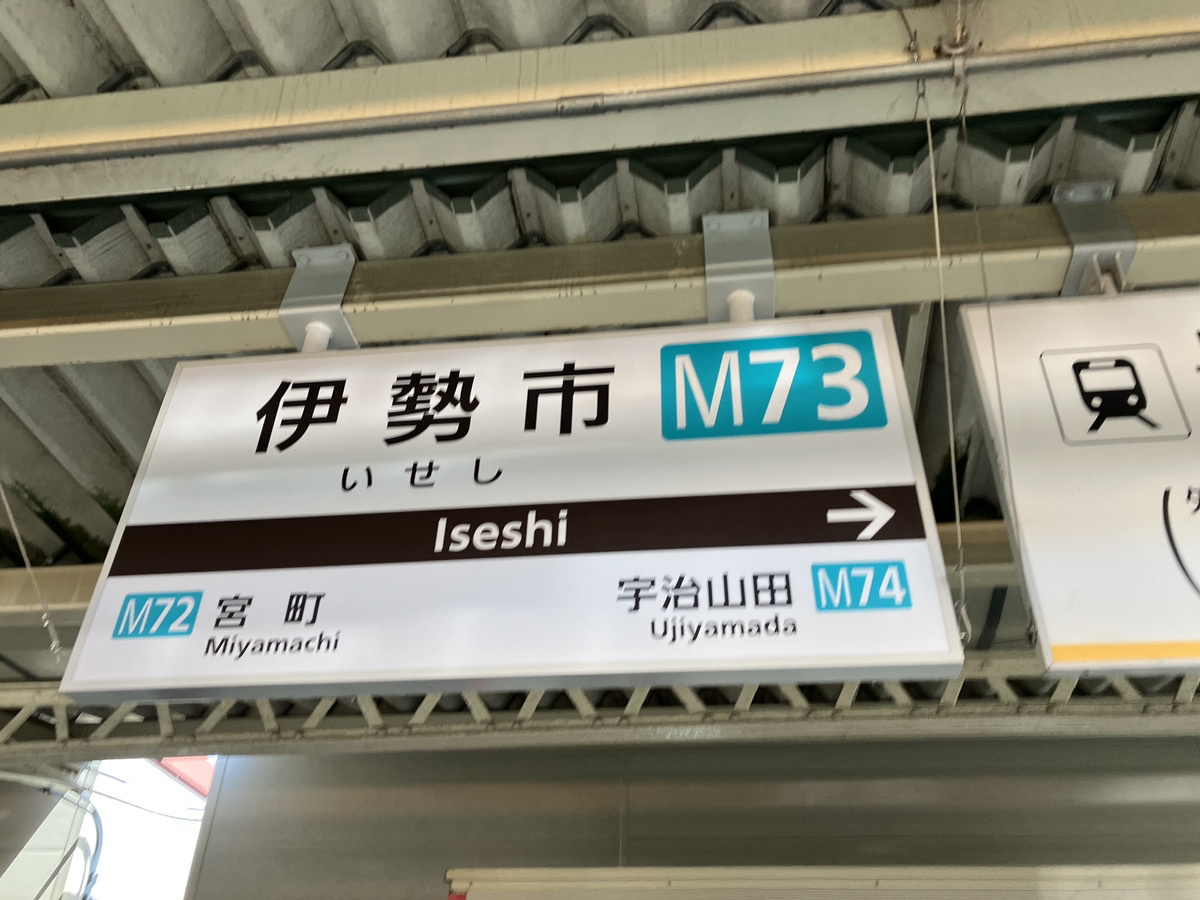 伊勢市 M73
いせし
Iseshi →
M72 宮町
Miyamachi
宇治山田 M74
Ujiyamada